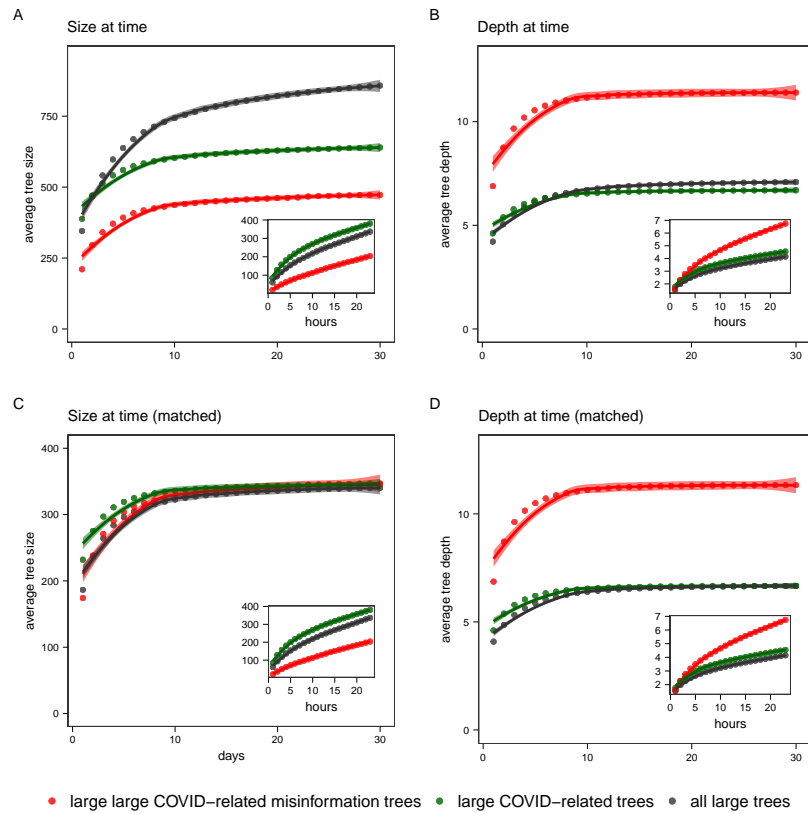 A
Size at time
average tree size
750
500
250
0
0 10 20 30
400
300
200
100
0 5 10 15 20
hours
B
Depth at time
average tree depth
10
5
0
0 10 20 30
7
6
5
4
3
2
0 5 10 15 20
hours
C
Size at time (matched)
average tree size
400
300
200
100
0
0 10 20 30
days
400
300
200
100
0 5 10 15 20
hours
D
Depth at time (matched)
average tree depth
10
5
0
0 10 20 30
7
6
5
4
3
2
0 5 10 15 20
hours
large large COVID−related misinformation trees large COVID−related trees all large trees